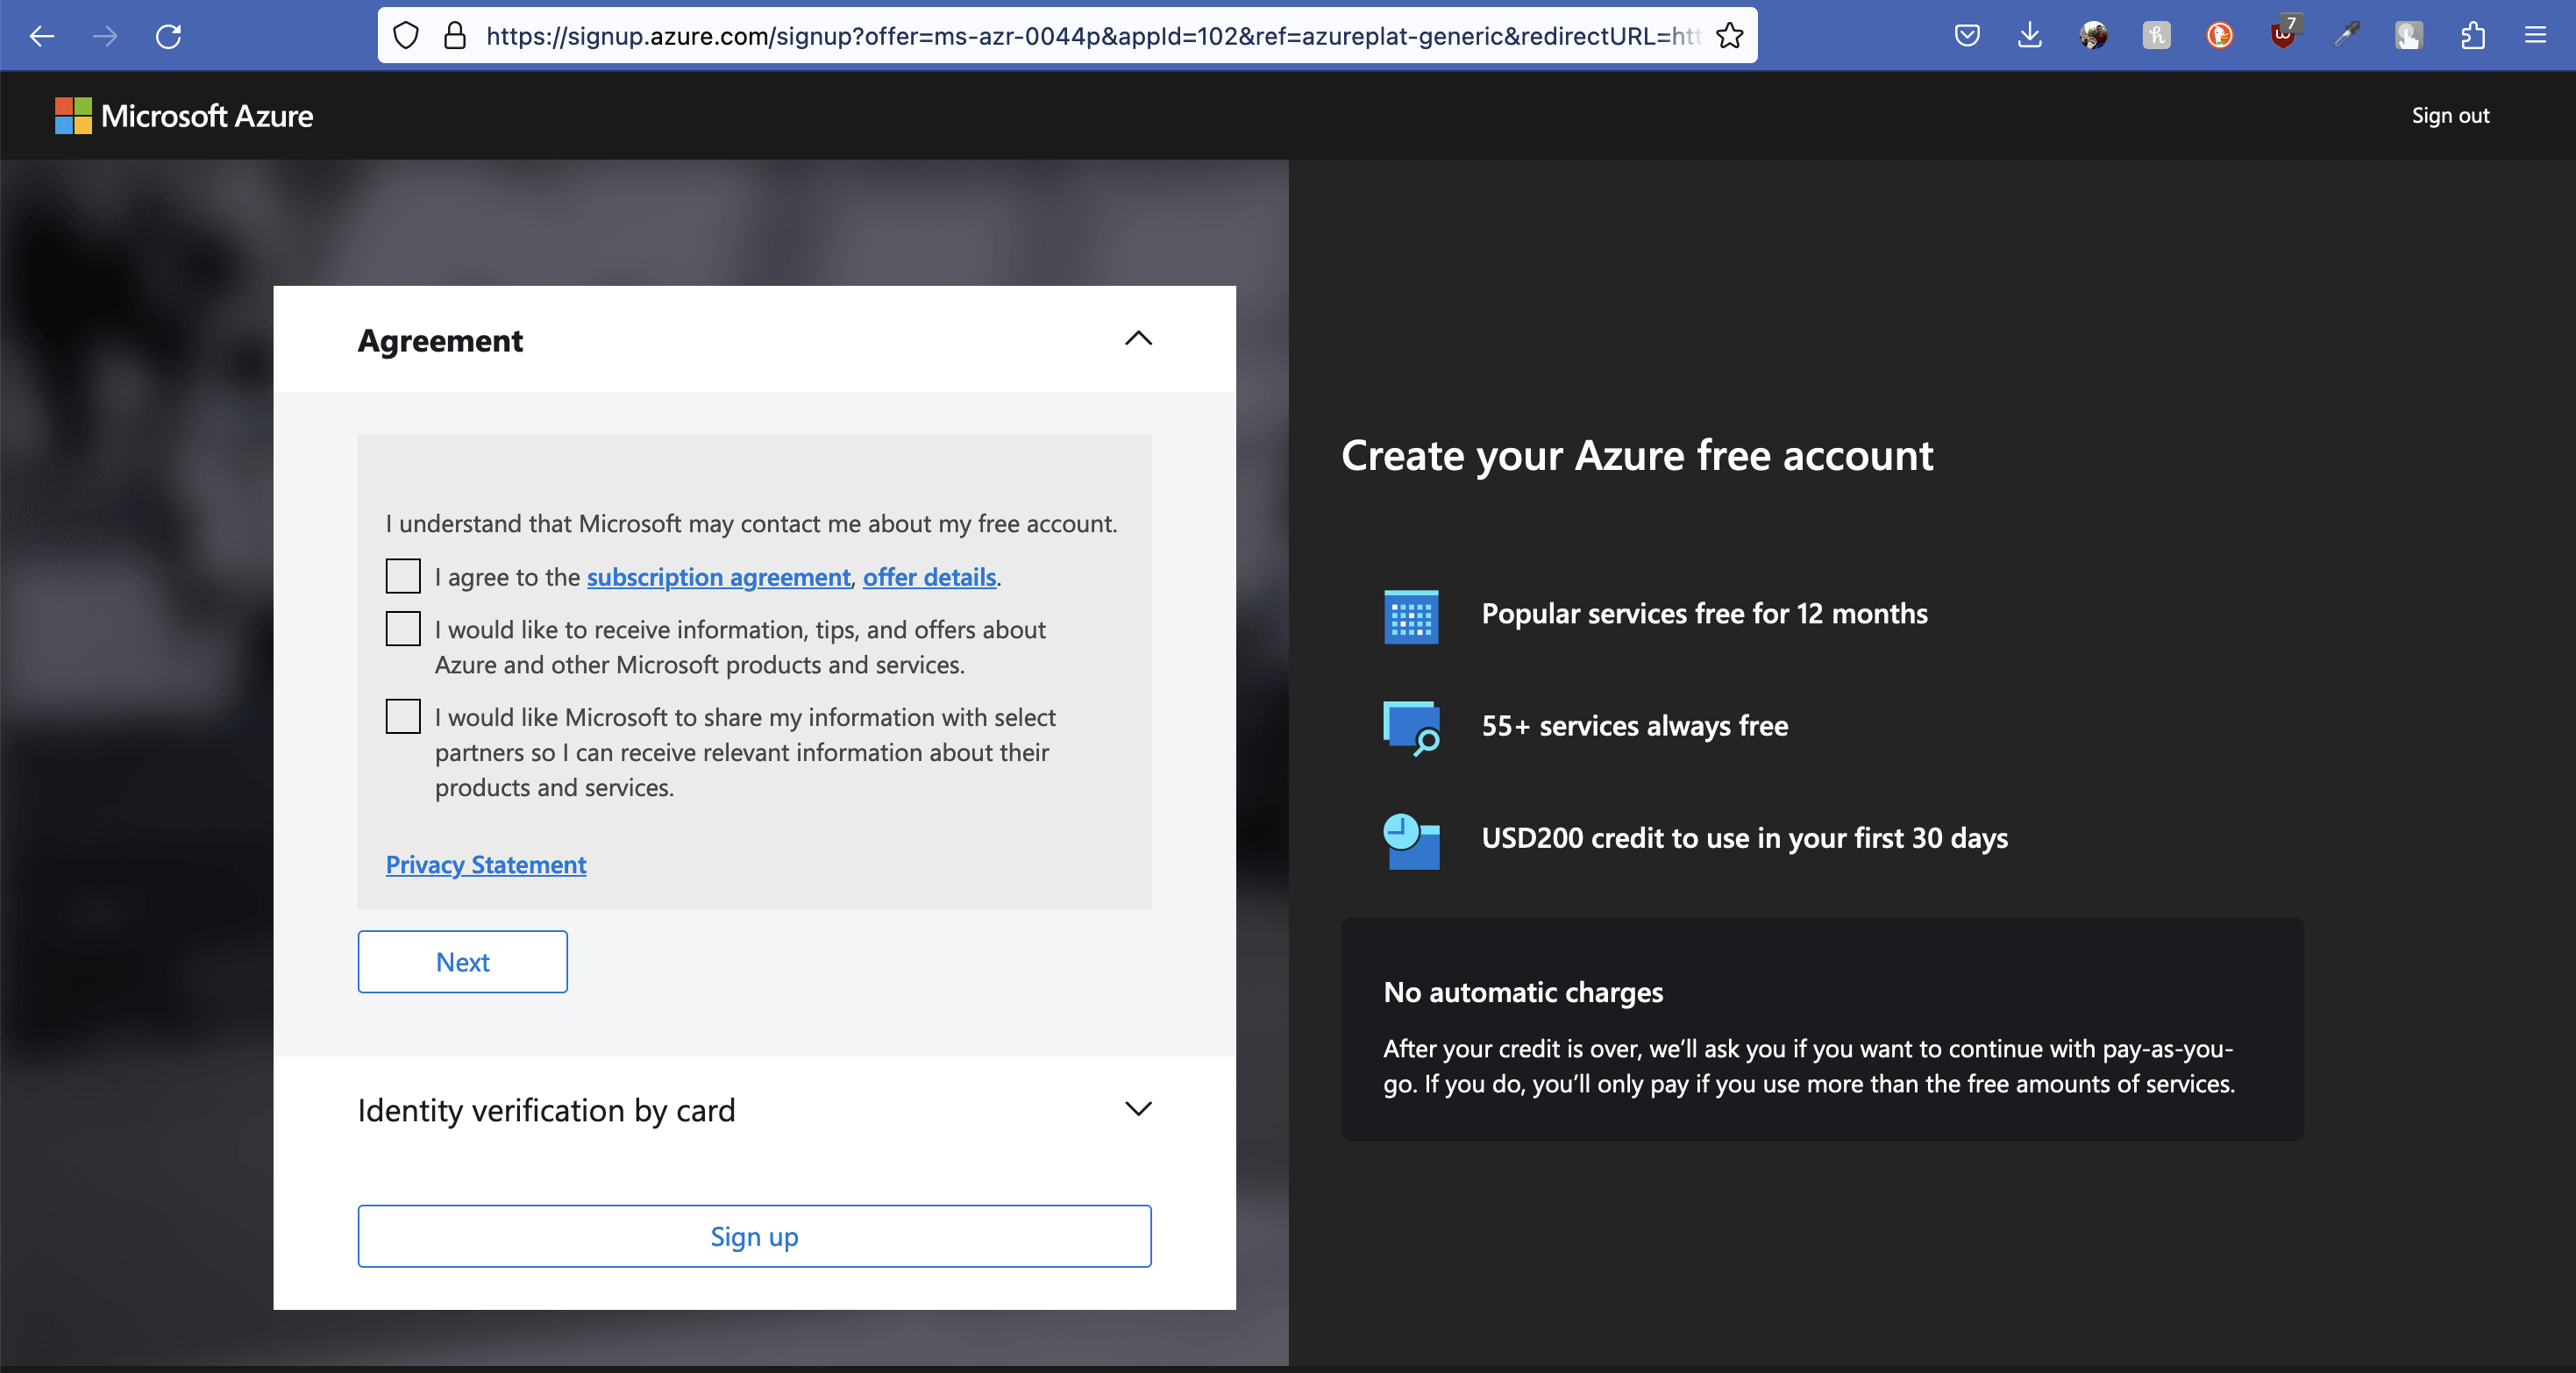 https://signup.azure.com/signup?offer=ms-azr-0044p&appId=102&ref=azureplat-generic&redirectURL=htt
7
Microsoft Azure
Sign out
Agreement
I understand that Microsoft may contact me about my free account.
I agree to the subscription agreement, offer details.
I would like to receive information, tips, and offers about
Azure and other Microsoft products and services.
I would like Microsoft to share my information with select
partners so I can receive relevant information about their
products and services.
Privacy Statement
Next
Identity verification by card
Sign up
Create your Azure free account
Popular services free for 12 months
55+ services always free
USD200 credit to use in your first 30 days
No automatic charges
After your credit is over, we’ll ask you if you want to continue with pay-as-you-
go. If you do, you’ll only pay if you use more than the free amounts of services.